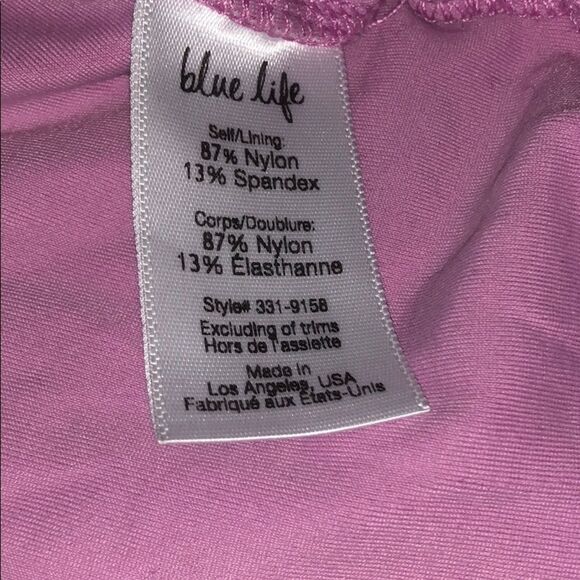 blue life
Self/Lining:
87% Nylon
13% Spandex
Corps/Doublure:
87% Nylon
13% Élasthanne
Style# 331-9158
Excluding of trims
Hors de l'assiette
Made in
Los Angeles, USA
Fabriqué aux États-Unis